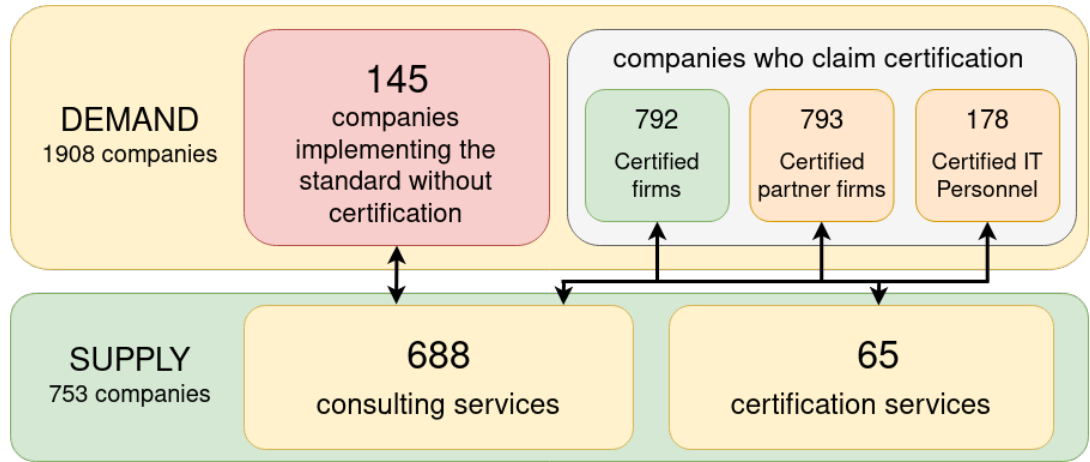 DEMAND
1908 companies
145
companies
implementing the
standard without
certification
companies who claim certification
792
Certified
firms
793
Certified
partner firms
178
Certified IT
Personnel
SUPPLY
753 companies
688
consulting services
65
certification services